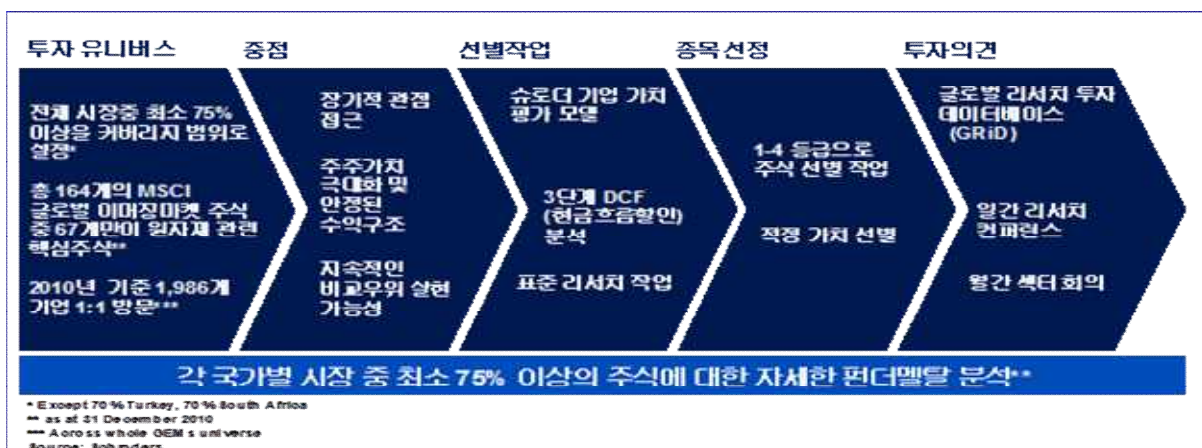 투자 유니버스
중점
선별작업
종목선정
투자의견
전체 시장중 최소 75%
이상을 커버리지 범위로
설정*
총 164개의 MSCI
글로벌 이머징마켓 주식
중 67개만이 원자재 관련
핵심주식**
2010년 기준 1,986개
기업 1:1 방문***
장기적 관점
접근
주주가치
극대화 및
안정된
수익구조
지속적인
비교우위 실현
가능성
슈로더 기업 가치
평가 모델
3단계 DCF
(현금흐름할인)
분석
표준 리서치 작업
1-4 등급으로
주식 선별 작업
적정 가치 선별
글로벌 리서치 투자
데이터베이스
(GRiD)
일간 리서치
컨퍼런스
월간 섹터 회의
각 국가별 시장 중 최소 75% 이상의 주식에 대한 자세한 펀더멘탈 분석**
* Except 70% Turkey, 70% South Africa
** as at 31 December 2010
*** Across whole GEMs universe
Source: Schroders